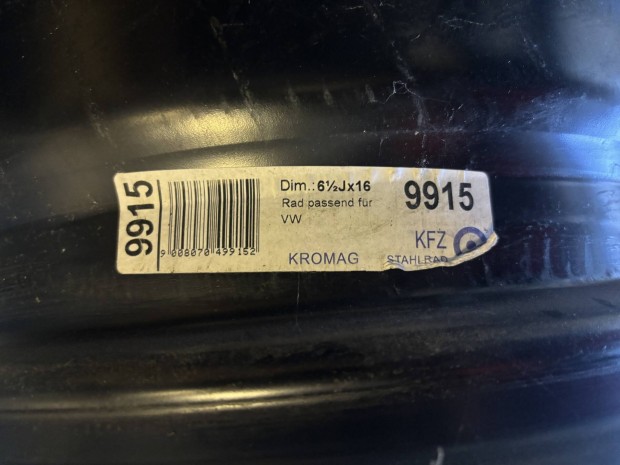 9915
9 008070 499152
Dim.: 6½Jx16
Rad passend für
VW
9915
KROMAG
KFZ
STAHLRAD